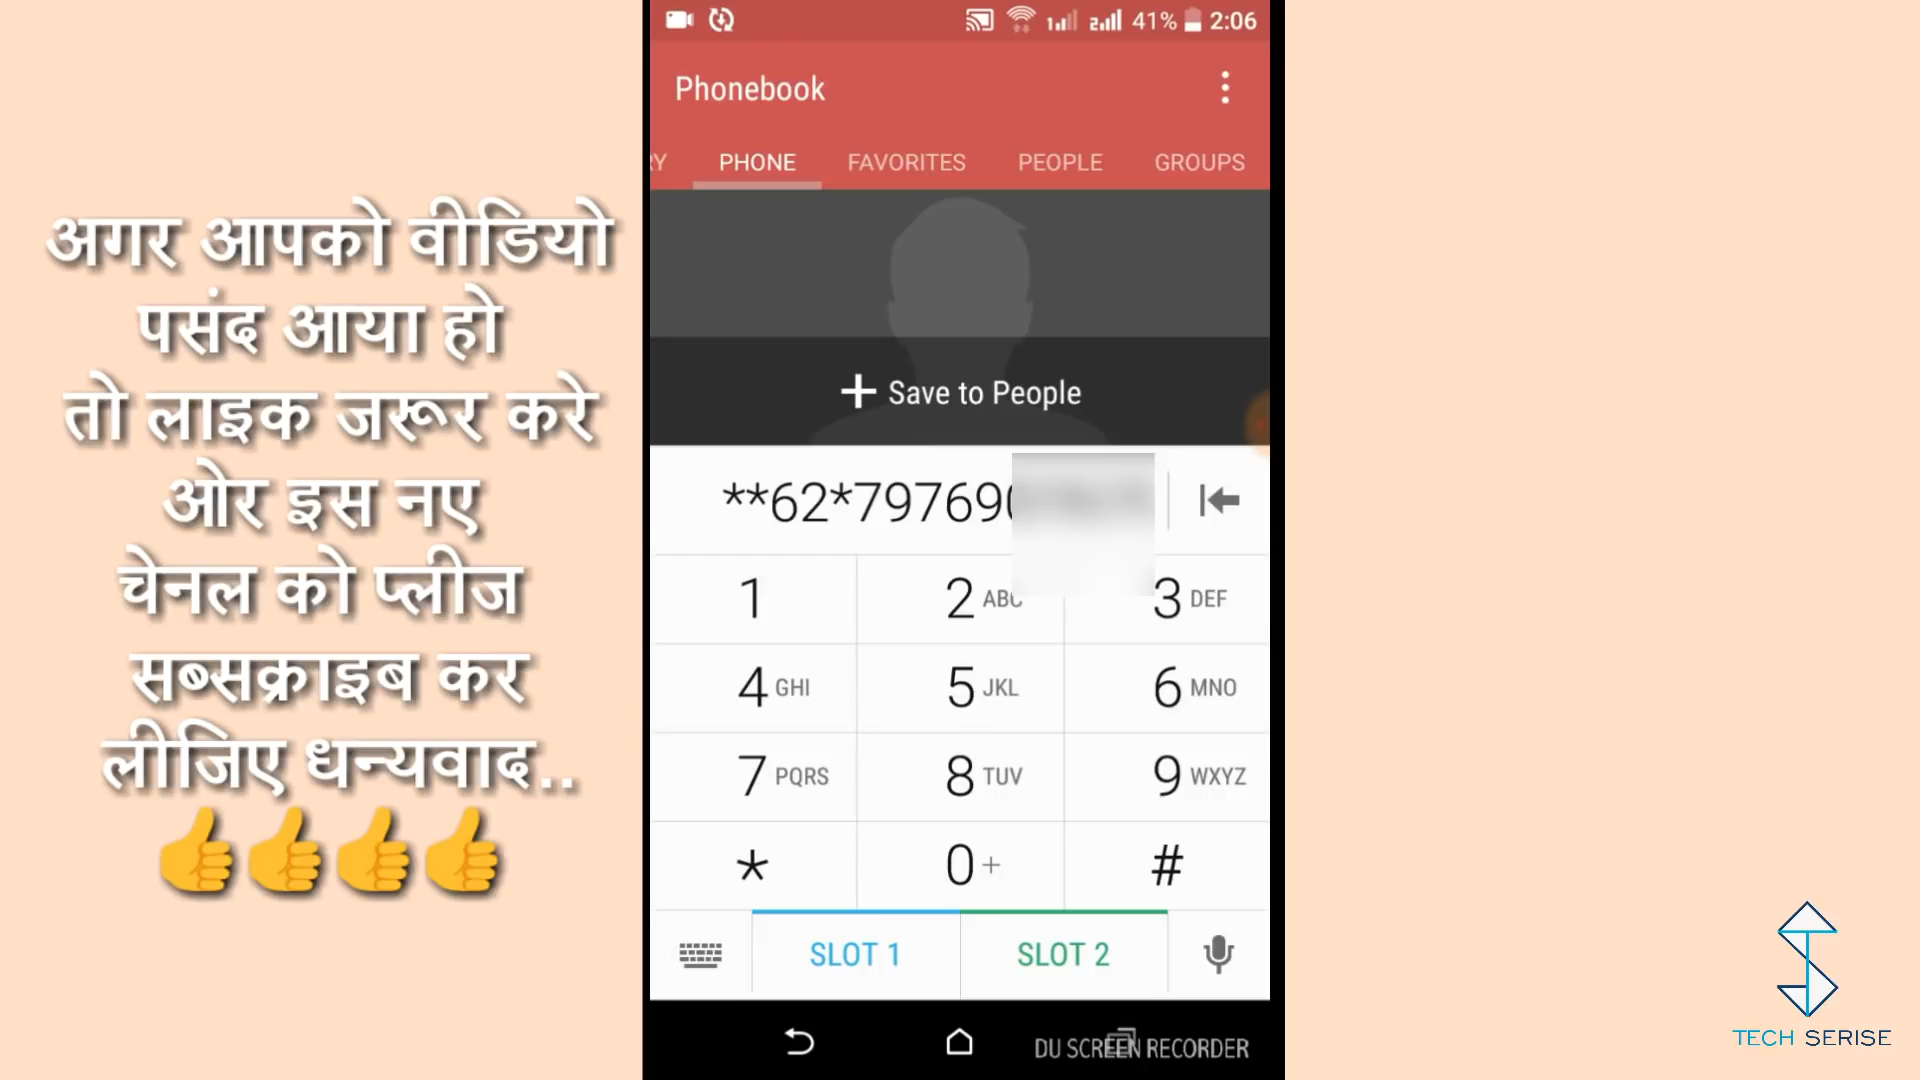 41% 2:06
Phonebook
RY PHONE FAVORITES PEOPLE GROUPS
अगर आपको वीडियो
पसंद आया हो
तो लाइक जरूर करे
ओर इस नए
चेनल को प्लीज
सब्सक्राइब कर
लीजिए धन्यवाद..
Save to People
**62*79769
1 2 ABC 3 DEF
4 GHI 5 JKL 6 MNO
7 PQRS 8 TUV 9 WXYZ
* 0 + #
SLOT 1 SLOT 2
DU SCREEN RECORDER
TECH SERISE